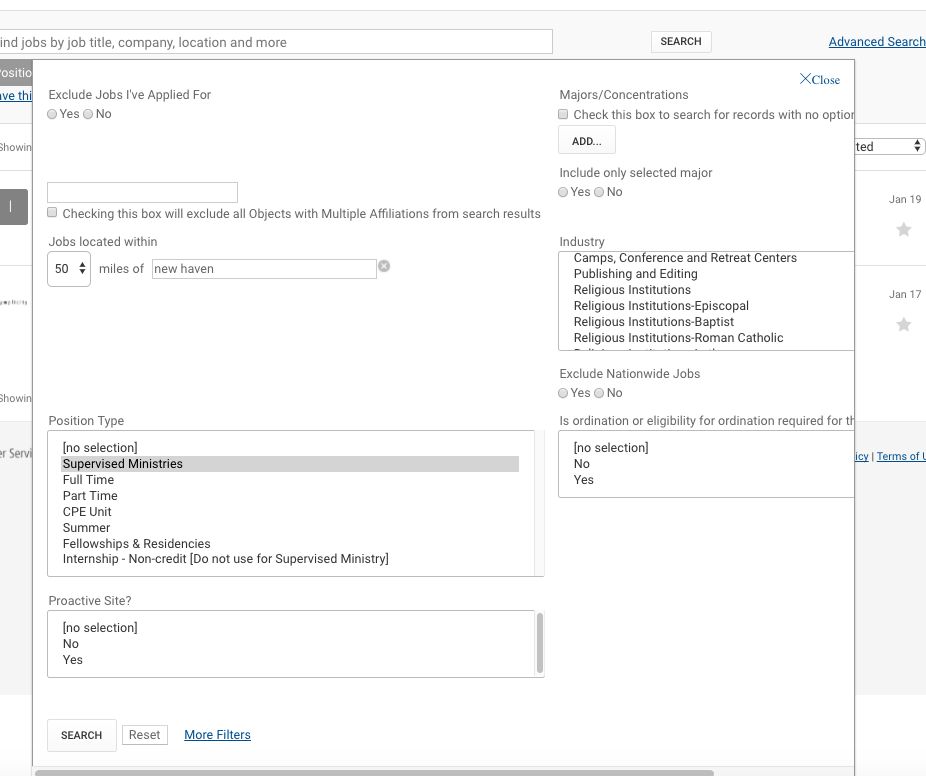 ind jobs by job title, company, location and more
SEARCH
Advanced Search
Positio
ave thi
Close
Exclude Jobs I've Applied For
Yes No
Majors/Concentrations
Check this box to search for records with no option
ADD...
Showin
ted
Include only selected major
Yes No
Jan 19
Checking this box will exclude all Objects with Multiple Affiliations from search results
Jobs located within
50 miles of new haven
Industry
Camps, Conference and Retreat Centers
Publishing and Editing
Religious Institutions
Religious Institutions-Episcopal
Religious Institutions-Baptist
Religious Institutions-Roman Catholic
Jan 17
Exclude Nationwide Jobs
Yes No
Showin
Position Type
[no selection]
Supervised Ministries
Full Time
Part Time
CPE Unit
Summer
Fellowships & Residencies
Internship - Non-credit [Do not use for Supervised Ministry]
Is ordination or eligibility for ordination required for th
[no selection]
No
Yes
er Servi
icy | Terms of U
Proactive Site?
[no selection]
No
Yes
SEARCH
Reset
More Filters